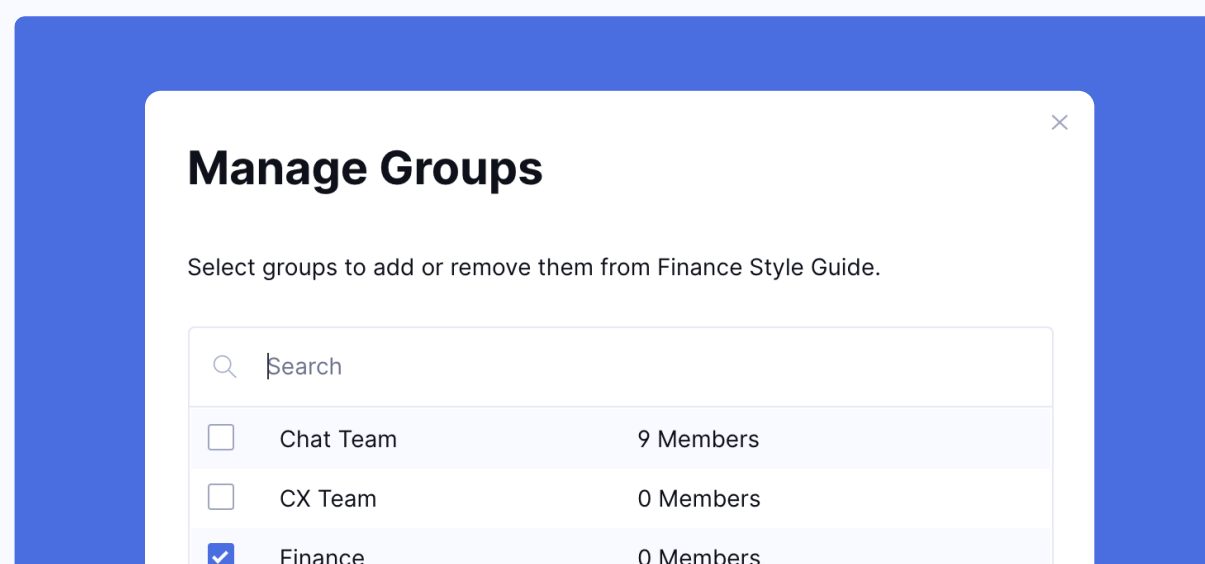 Manage Groups
Select groups to add or remove them from Finance Style Guide.
Search
Chat Team 9 Members
CX Team 0 Members
Finance 0 Members